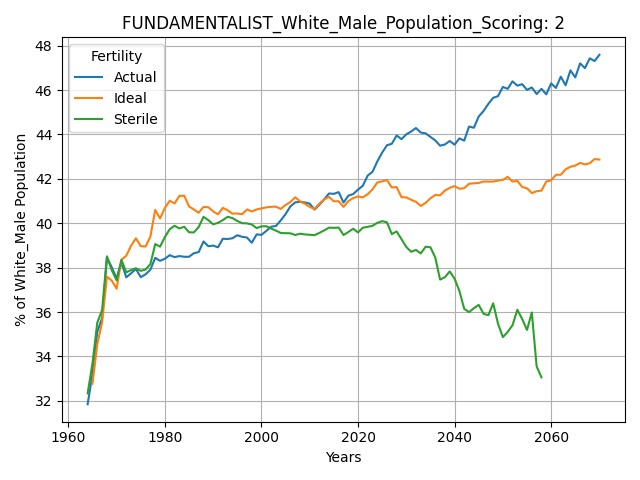 FUNDAMENTALIST_White_Male_Population_Scoring: 2
% of White_Male Population
48
46
44
42
40
38
36
34
32
Fertility
Actual
Ideal
Sterile
1960
1980
2000
2020
2040
2060
Years